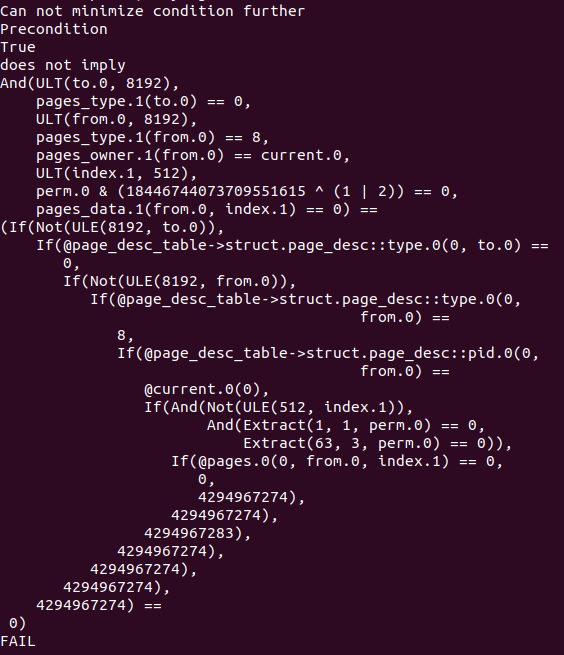 Can not minimize condition further
Precondition
True
does not imply
And(ULT(to.0, 8192),
    pages_type.1(to.0) == 0,
    ULT(from.0, 8192),
    pages_type.1(from.0) == 8,
    pages_owner.1(from.0) == current.0,
    ULT(index.1, 512),
    perm.0 & (18446744073709551615 ^ (1 | 2)) == 0,
    pages_data.1(from.0, index.1) == 0) ==
(If(Not(ULE(8192, to.0)),
    If(@page_desc_table->struct.page_desc::type.0(0, to.0) ==
       0,
       If(Not(ULE(8192, from.0)),
          If(@page_desc_table->struct.page_desc::type.0(0,
                                        from.0) ==
             8,
             If(@page_desc_table->struct.page_desc::pid.0(0,
                                        from.0) ==
                @current.0(0),
                If(And(Not(ULE(512, index.1)),
                       And(Extract(1, 1, perm.0) == 0,
                           Extract(63, 3, perm.0) == 0)),
                   If(@pages.0(0, from.0, index.1) == 0,
                      0,
                      4294967274),
                   4294967274),
                4294967283),
             4294967274),
          4294967274),
       4294967274),
    4294967274) ==
 0)
FAIL